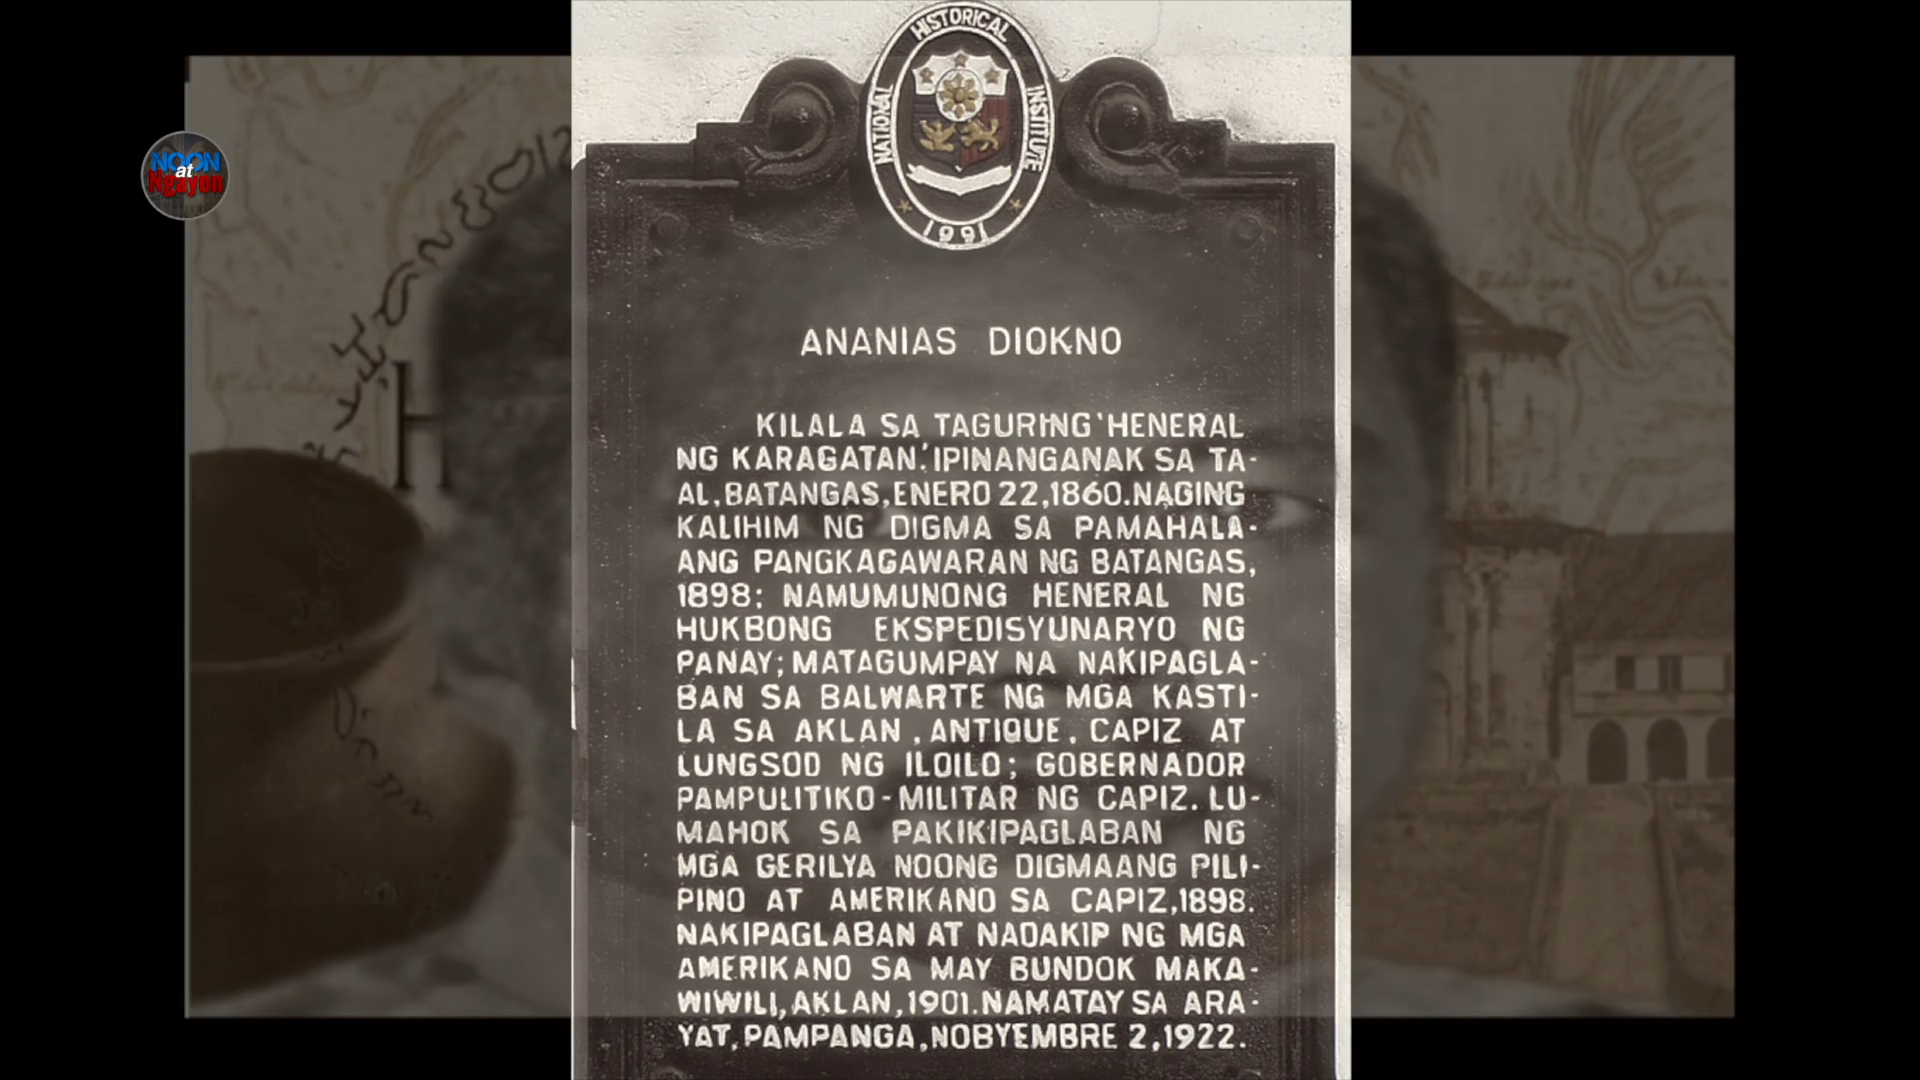 NATIONAL HISTORICAL INSTITUTE
1991
NOON
at
Ngayon
H
ANANIAS DIOKNO
KILALA SA TAGURING 'HENERAL
NG KARAGATAN.' IPINANGANAK SA TA-
AL, BATANGAS, ENERO 22, 1860. NAGING
KALIHIM NG DIGMA SA PAMAHALA-
ANG PANGKAGAWARAN NG BATANGAS,
1898; NAMUMUNONG HENERAL NG
HUKBONG EKSPEDISYUNARYO NG
PANAY; MATAGUMPAY NA NAKIPAGLA-
BAN SA BALWARTE NG MGA KASTI-
LA SA AKLAN, ANTIQUE, CAPIZ AT
LUNGSOD NG ILOILO; GOBERNADOR
PAMPULITIKO-MILITAR NG CAPIZ. LU-
MAHOK SA PAKIKIPAGLABAN NG
MGA GERILYA NOONG DIGMAANG PILI-
PINO AT AMERIKANO SA CAPIZ, 1898.
NAKIPAGLABAN AT NADAKIP NG MGA
AMERIKANO SA MAY BUNDOK MAKA-
WIWILI, AKLAN, 1901. NAMATAY SA ARA-
YAT, PAMPANGA, NOBYEMBRE 2, 1922.